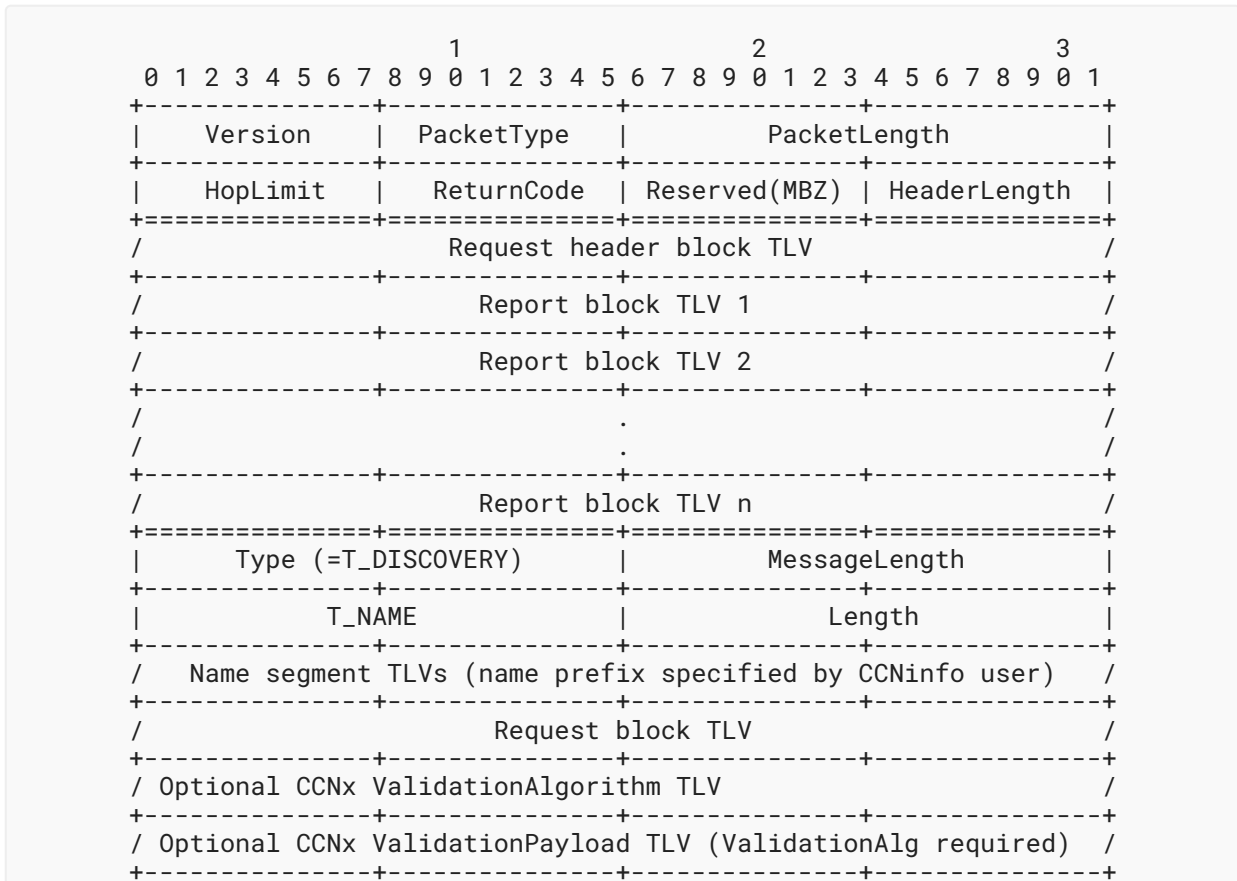 1                   2                   3
 0 1 2 3 4 5 6 7 8 9 0 1 2 3 4 5 6 7 8 9 0 1 2 3 4 5 6 7 8 9 0 1
+---------------+---------------+---------------+---------------+
|    Version    |  PacketType   |         PacketLength          |
+---------------+---------------+---------------+---------------+
|    HopLimit   |   ReturnCode  | Reserved(MBZ) | HeaderLength  |
+===============+===============+===============+===============+
/                    Request header block TLV                   /
+---------------+---------------+---------------+---------------+
/                      Report block TLV 1                       /
+---------------+---------------+---------------+---------------+
/                      Report block TLV 2                       /
+---------------+---------------+---------------+---------------+
/                               .                               /
/                               .                               /
+---------------+---------------+---------------+---------------+
/                      Report block TLV n                       /
+===============+===============+===============+===============+
|      Type (=T_DISCOVERY)      |         MessageLength         |
+---------------+---------------+---------------+---------------+
|            T_NAME             |             Length            |
+---------------+---------------+---------------+---------------+
/   Name segment TLVs (name prefix specified by CCNinfo user)   /
+---------------+---------------+---------------+---------------+
/                       Request block TLV                       /
+---------------+---------------+---------------+---------------+
/ Optional CCNx ValidationAlgorithm TLV                         /
+---------------+---------------+---------------+---------------+
/ Optional CCNx ValidationPayload TLV (ValidationAlg required)  /
+---------------+---------------+---------------+---------------+